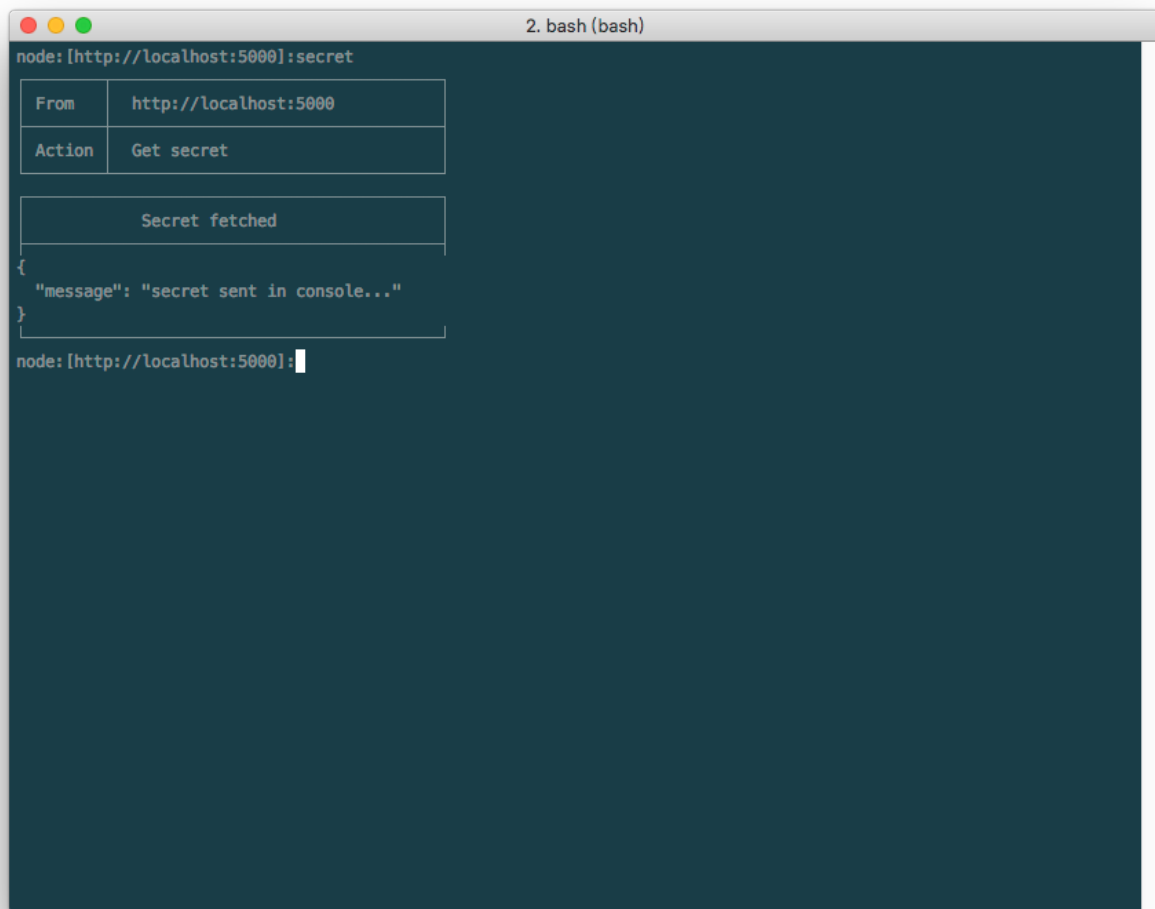 2. bash (bash)
node:[http://localhost:5000]:secret
From http://localhost:5000
Action Get secret
Secret fetched
{
"message": "secret sent in console..."
}
node:[http://localhost:5000]: